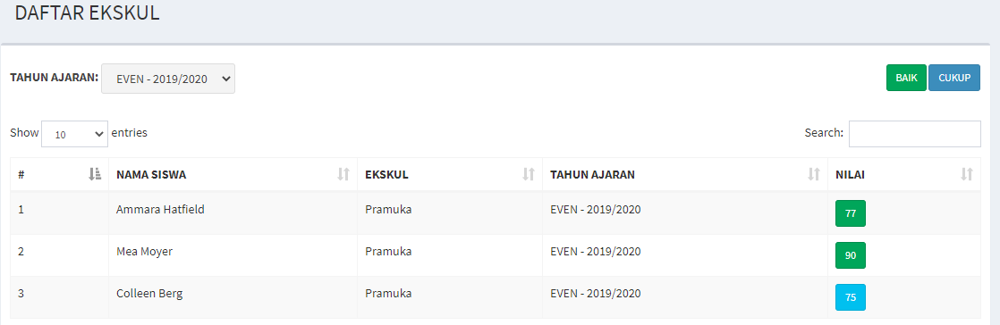 DAFTAR EKSKUL
TAHUN AJARAN: EVEN - 2019/2020 BAIK CUKUP
Show 10 entries Search:
# NAMA SISWA EKSKUL TAHUN AJARAN NILAI
1 Ammara Hatfield Pramuka EVEN - 2019/2020 77
2 Mea Moyer Pramuka EVEN - 2019/2020 90
3 Colleen Berg Pramuka EVEN - 2019/2020 75